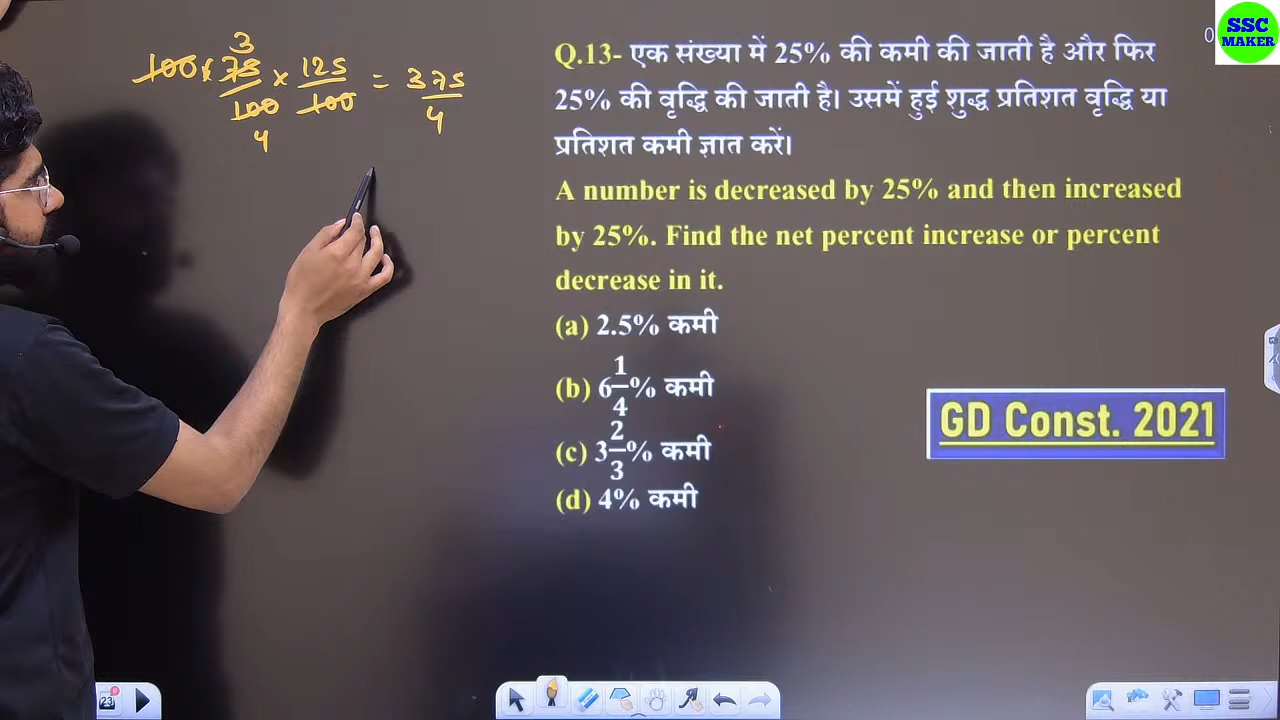 SSC
MAKER
0
3
100 × 75/100 × 125/100 = 375/4
4
Q.13- एक संख्या में 25% की कमी की जाती है और फिर
25% की वृद्धि की जाती है। उसमें हुई शुद्ध प्रतिशत वृद्धि या
प्रतिशत कमी ज्ञात करें।
A number is decreased by 25% and then increased
by 25%. Find the net percent increase or percent
decrease in it.
(a) 2.5% कमी
(b) 6 1/4% कमी
(c) 3 2/3% कमी
(d) 4% कमी
GD Const. 2021
23
0